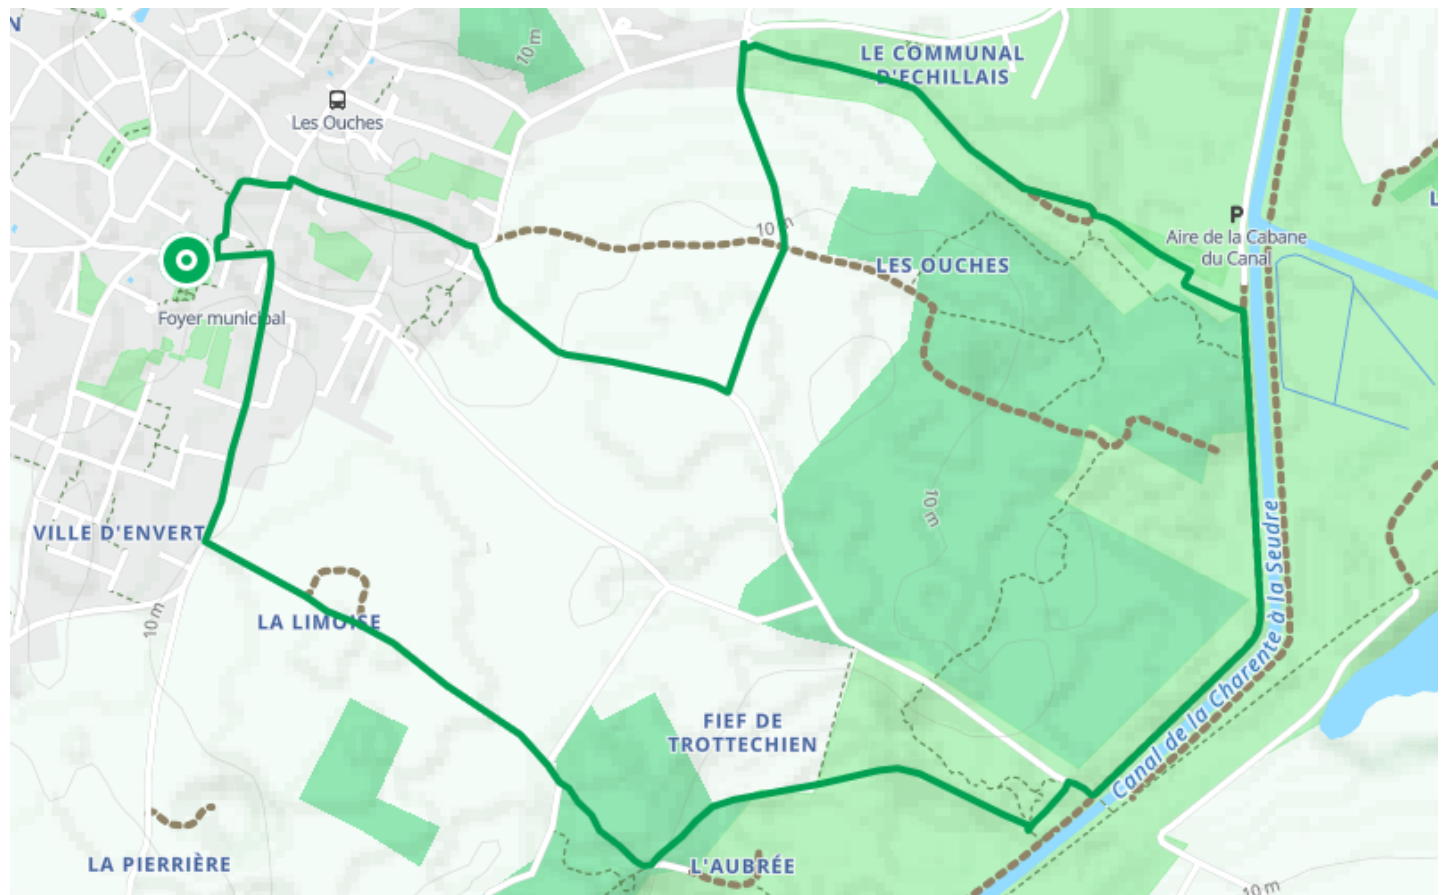 N
10 m
LE COMMUNAL
D'ECHILLAIS
Les Ouches
P
Aire de la Cabane
du Canal
L
10 m
LES OUCHES
Foyer municipal
10 m
VILLE D'ENVERT
Canal de la Charente à la Seudre
10 m
LA LIMOISE
FIEF DE
TROTTECHIEN
LA PIERRIÈRE
L'AUBRÉE
10 m